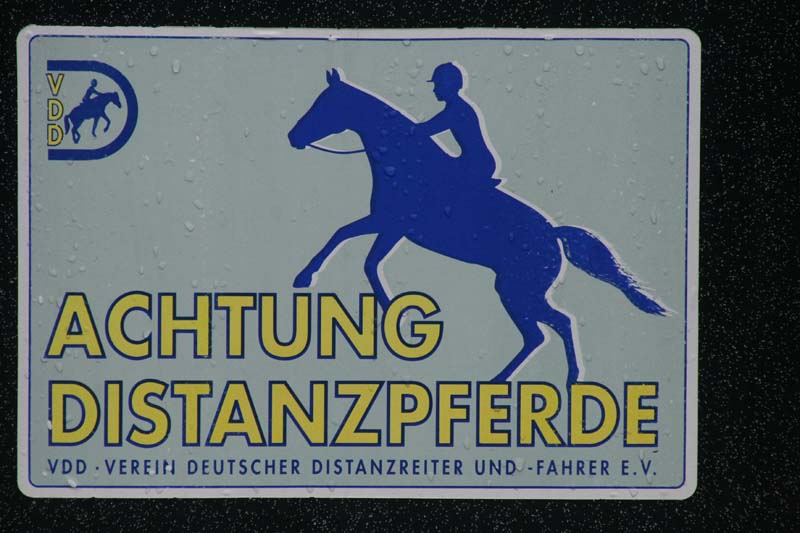 VDD
ACHTUNG
DISTANZPFERDE
VDD · VEREIN DEUTSCHER DISTANZREITER UND -FAHRER E.V.